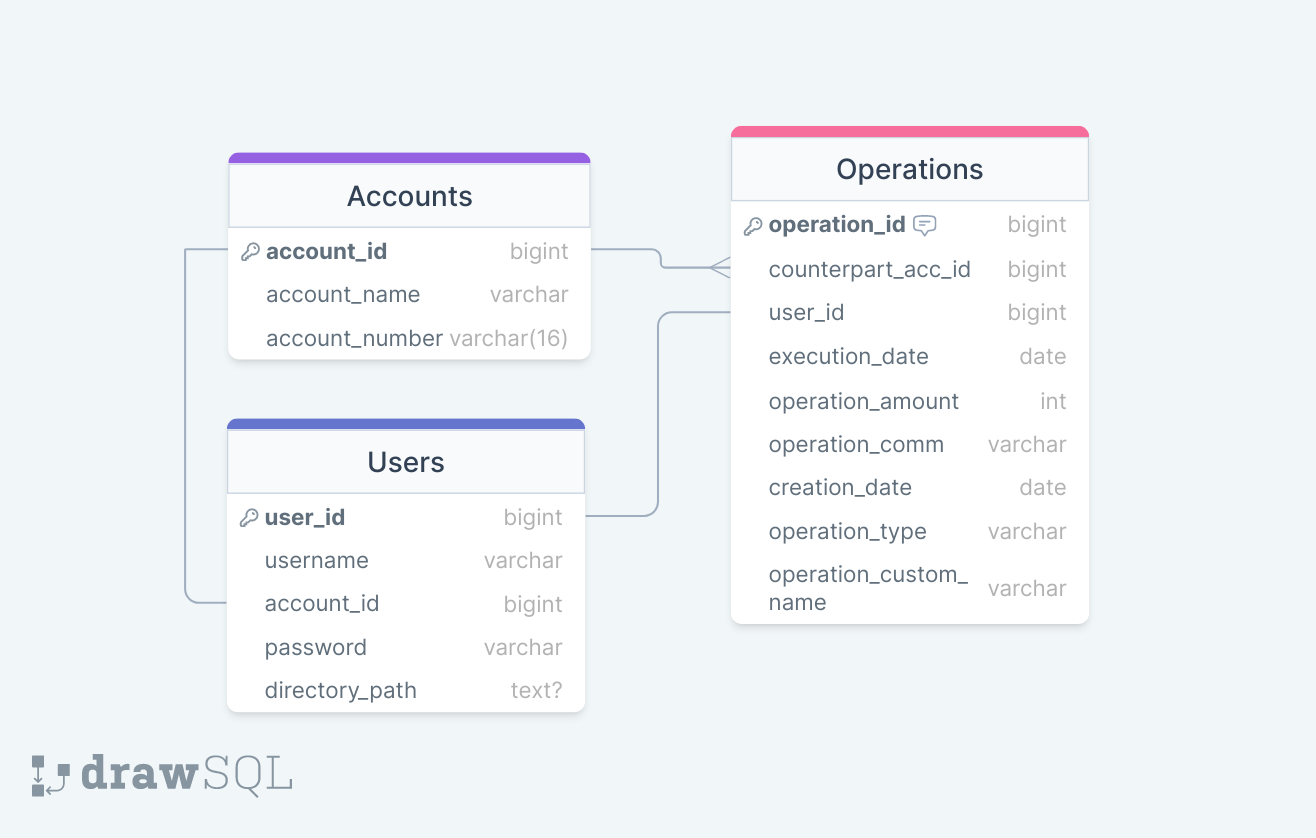 Accounts
account_id bigint
account_name varchar
account_number varchar(16)
Users
user_id bigint
username varchar
account_id bigint
password varchar
directory_path text?
Operations
operation_id bigint
counterpart_acc_id bigint
user_id bigint
execution_date date
operation_amount int
operation_comm varchar
creation_date date
operation_type varchar
operation_custom_
name varchar
drawSQL